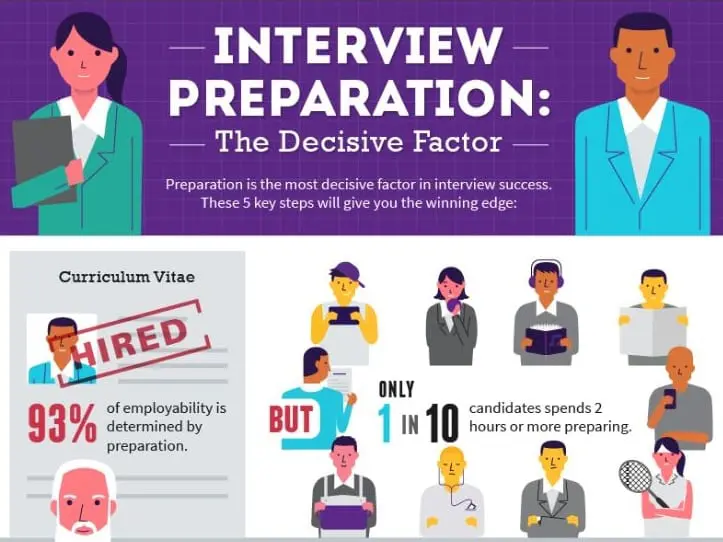 INTERVIEW
PREPARATION:
The Decisive Factor
Preparation is the most decisive factor in interview success.
These 5 key steps will give you the winning edge:
Curriculum Vitae
HIRED
93%
of employability is
determined by
preparation.
BUT
ONLY
1 IN 10
candidates spends 2
hours or more preparing.